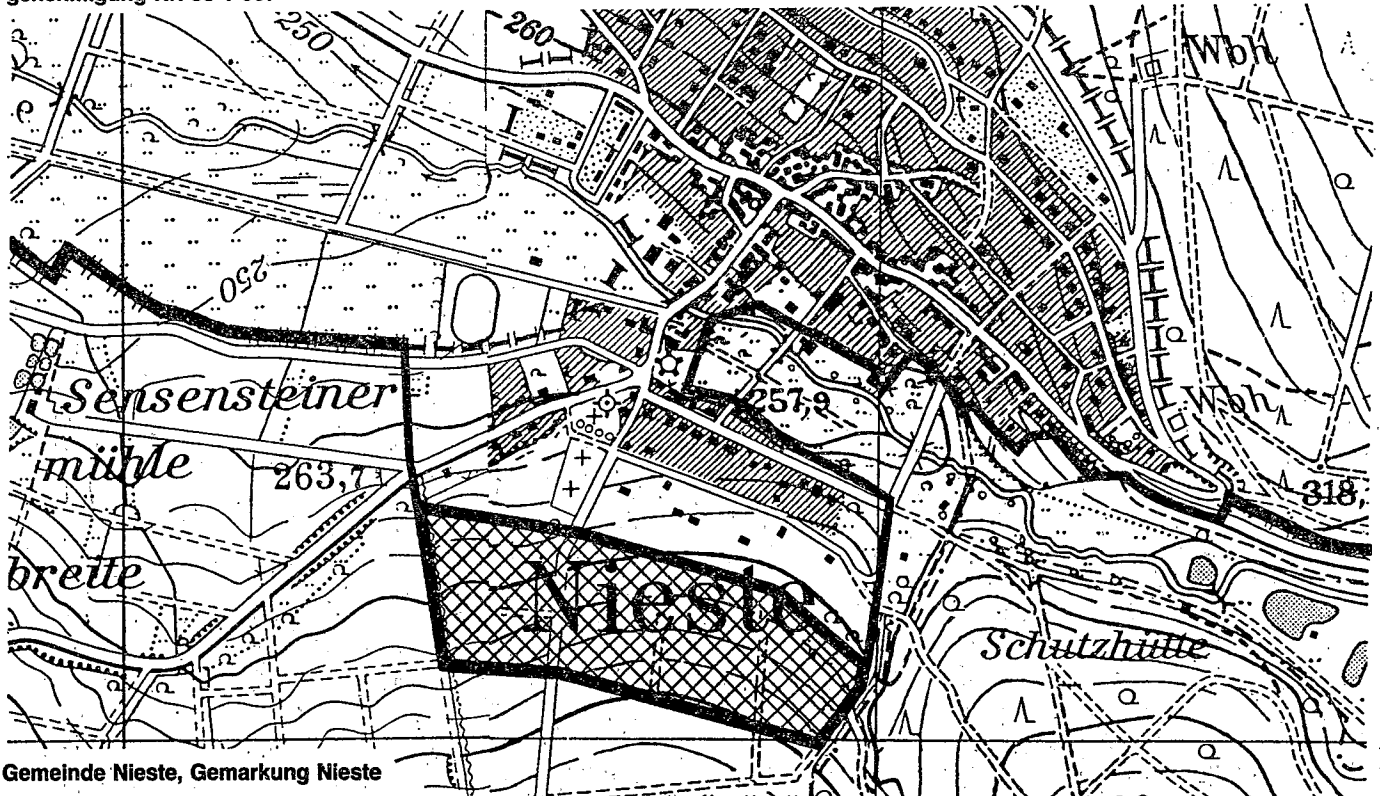 250
260
Wbh
250
Sensensteiner
mühle
257,9
Wbh
263,7
318,
breite
Nieste
Schutzhütte
Gemeinde Nieste, Gemarkung Nieste